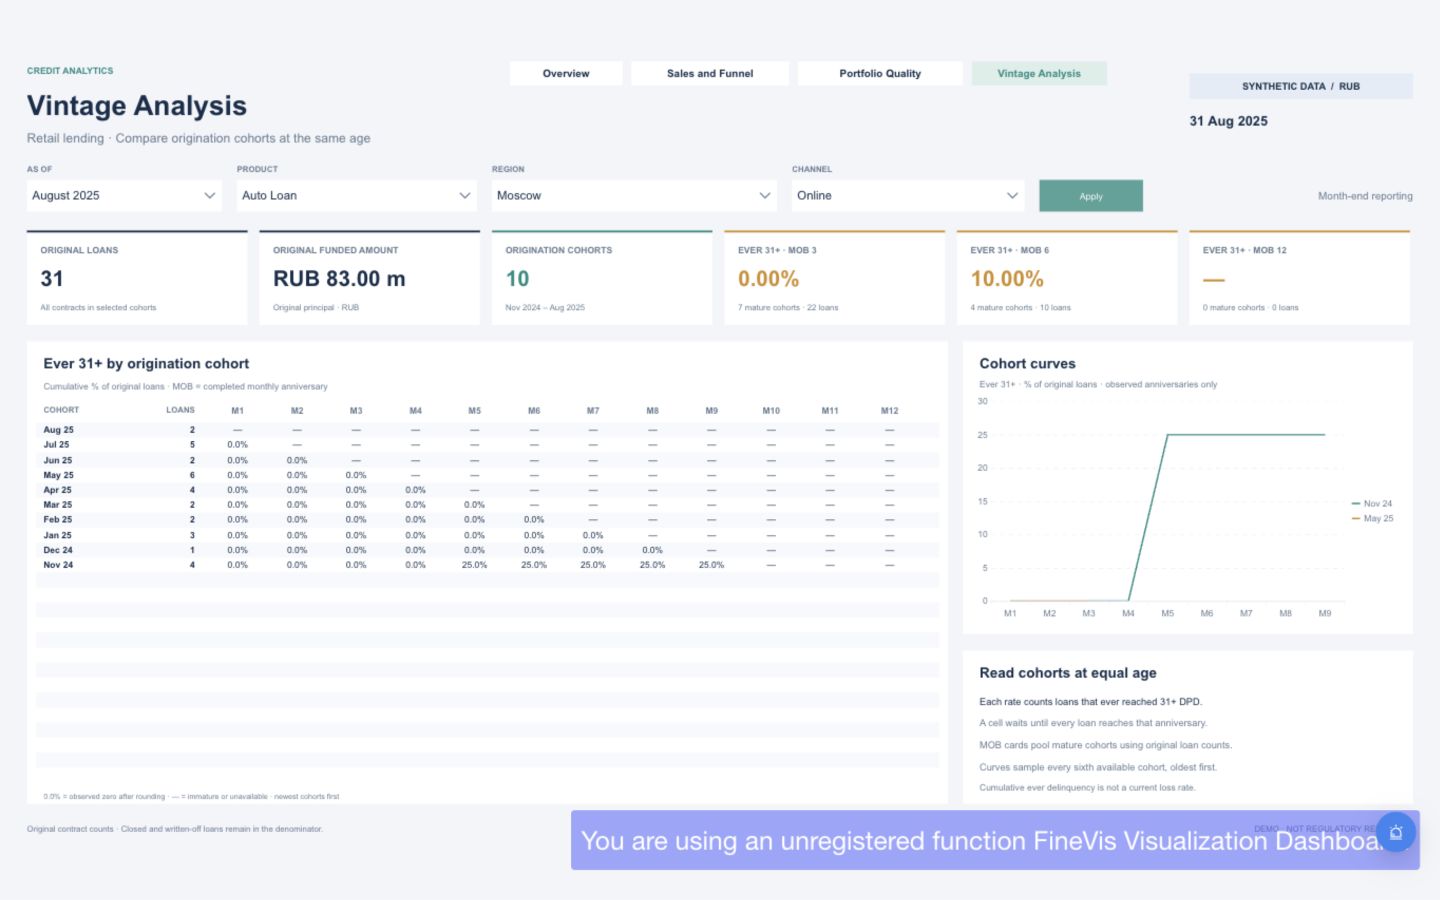 CREDIT ANALYTICS
Overview Sales and Funnel Portfolio Quality Vintage Analysis
SYNTHETIC DATA / RUB
Vintage Analysis
31 Aug 2025
Retail lending · Compare origination cohorts at the same age
AS OF PRODUCT REGION CHANNEL
August 2025 Auto Loan Moscow Online Apply Month-end reporting
ORIGINAL LOANS
31
All contracts in selected cohorts
ORIGINAL FUNDED AMOUNT
RUB 83.00 m
Original principal · RUB
ORIGINATION COHORTS
10
Nov 2024 – Aug 2025
EVER 31+ · MOB 3
0.00%
7 mature cohorts · 22 loans
EVER 31+ · MOB 6
10.00%
4 mature cohorts · 10 loans
EVER 31+ · MOB 12
—
0 mature cohorts · 0 loans
Ever 31+ by origination cohort
Cumulative % of original loans · MOB = completed monthly anniversary
COHORT LOANS M1 M2 M3 M4 M5 M6 M7 M8 M9 M10 M11 M12
Aug 25 2 — — — — — — — — — — — —
Jul 25 5 0.0% — — — — — — — — — — —
Jun 25 2 0.0% 0.0% — — — — — — — — — —
May 25 6 0.0% 0.0% 0.0% — — — — — — — — —
Apr 25 4 0.0% 0.0% 0.0% 0.0% — — — — — — — —
Mar 25 2 0.0% 0.0% 0.0% 0.0% 0.0% — — — — — — —
Feb 25 2 0.0% 0.0% 0.0% 0.0% 0.0% 0.0% — — — — — —
Jan 25 3 0.0% 0.0% 0.0% 0.0% 0.0% 0.0% 0.0% — — — — —
Dec 24 1 0.0% 0.0% 0.0% 0.0% 0.0% 0.0% 0.0% 0.0% — — — —
Nov 24 4 0.0% 0.0% 0.0% 0.0% 25.0% 25.0% 25.0% 25.0% 25.0% — — —
0.0% = observed zero after rounding · — = immature or unavailable · newest cohorts first
Cohort curves
Ever 31+ · % of original loans · observed anniversaries only
30
25
20
15
10
5
0
M1 M2 M3 M4 M5 M6 M7 M8 M9
Nov 24
May 25
Read cohorts at equal age
Each rate counts loans that ever reached 31+ DPD.
A cell waits until every loan reaches that anniversary.
MOB cards pool mature cohorts using original loan counts.
Curves sample every sixth available cohort, oldest first.
Cumulative ever delinquency is not a current loss rate.
Original contract counts · Closed and written-off loans remain in the denominator.
DEMO · NOT REGULATORY
You are using an unregistered function FineVis Visualization